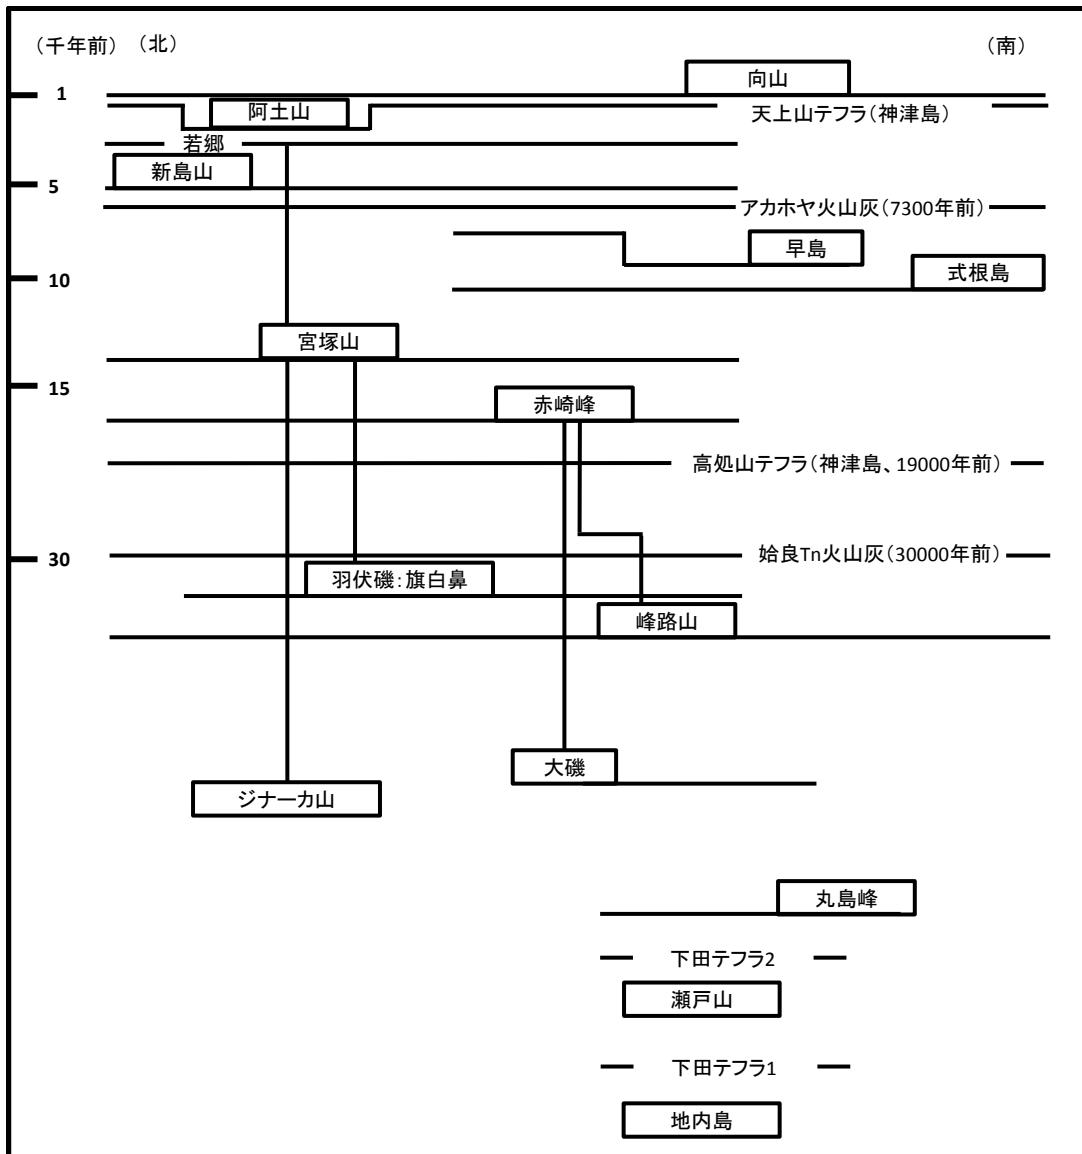 (千年前) (北) (南)
向山
1
阿土山
天上山テフラ(神津島)
若郷
新島山
5
アカホヤ火山灰(7300年前)
早島
式根島
10
宮塚山
15
赤崎峰
高処山テフラ(神津島、19000年前)
30
姶良Tn火山灰(30000年前)
羽伏磯:旗白鼻
峰路山
大磯
ジナーカ山
丸島峰
下田テフラ2
瀬戸山
下田テフラ1
地内島